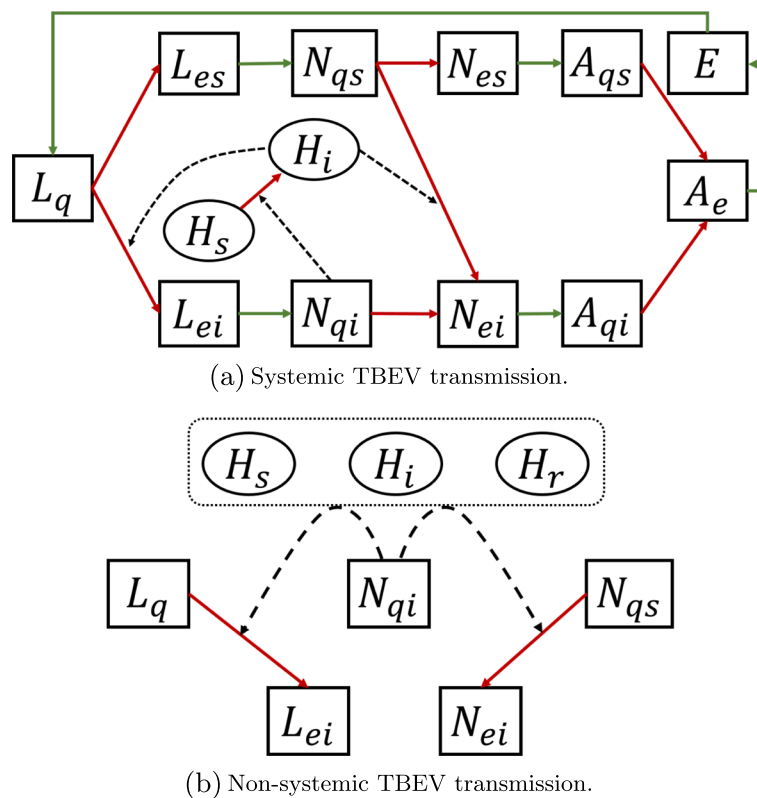 L_es N_qs N_es A_qs E
H_i
L_q A_e
H_s
L_ei N_qi N_ei A_qi
(a) Systemic TBEV transmission.
H_s H_i H_r
L_q N_qi N_qs
L_ei N_ei
(b) Non-systemic TBEV transmission.